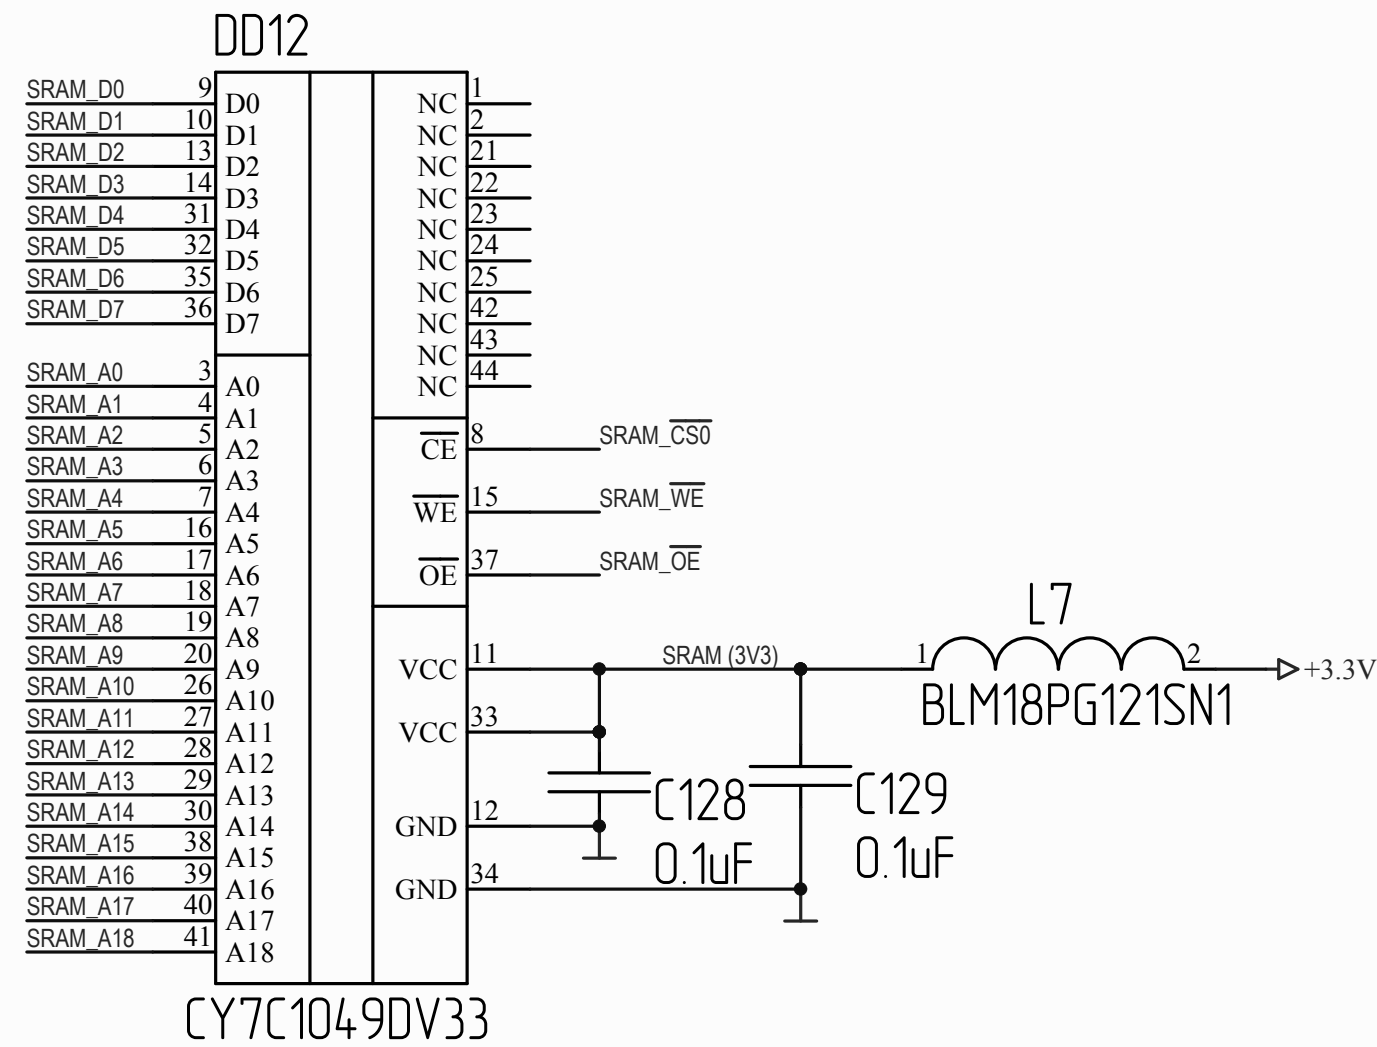 DD12
SRAM_D0 9 D0
SRAM_D1 10 D1
SRAM_D2 13 D2
SRAM_D3 14 D3
SRAM_D4 31 D4
SRAM_D5 32 D5
SRAM_D6 35 D6
SRAM_D7 36 D7
SRAM_A0 3 A0
SRAM_A1 4 A1
SRAM_A2 5 A2
SRAM_A3 6 A3
SRAM_A4 7 A4
SRAM_A5 16 A5
SRAM_A6 17 A6
SRAM_A7 18 A7
SRAM_A8 19 A8
SRAM_A9 20 A9
SRAM_A10 26 A10
SRAM_A11 27 A11
SRAM_A12 28 A12
SRAM_A13 29 A13
SRAM_A14 30 A14
SRAM_A15 38 A15
SRAM_A16 39 A16
SRAM_A17 40 A17
SRAM_A18 41 A18
NC 1
NC 2
NC 21
NC 22
NC 23
NC 24
NC 25
NC 42
NC 43
NC 44
CE 8 SRAM_CS0
WE 15 SRAM_WE
OE 37 SRAM_OE
VCC 11 SRAM (3V3)
VCC 33
GND 12
GND 34
C128
0.1uF
C129
0.1uF
L7
1 2
BLM18PG121SN1
+3.3V
CY7C1049DV33